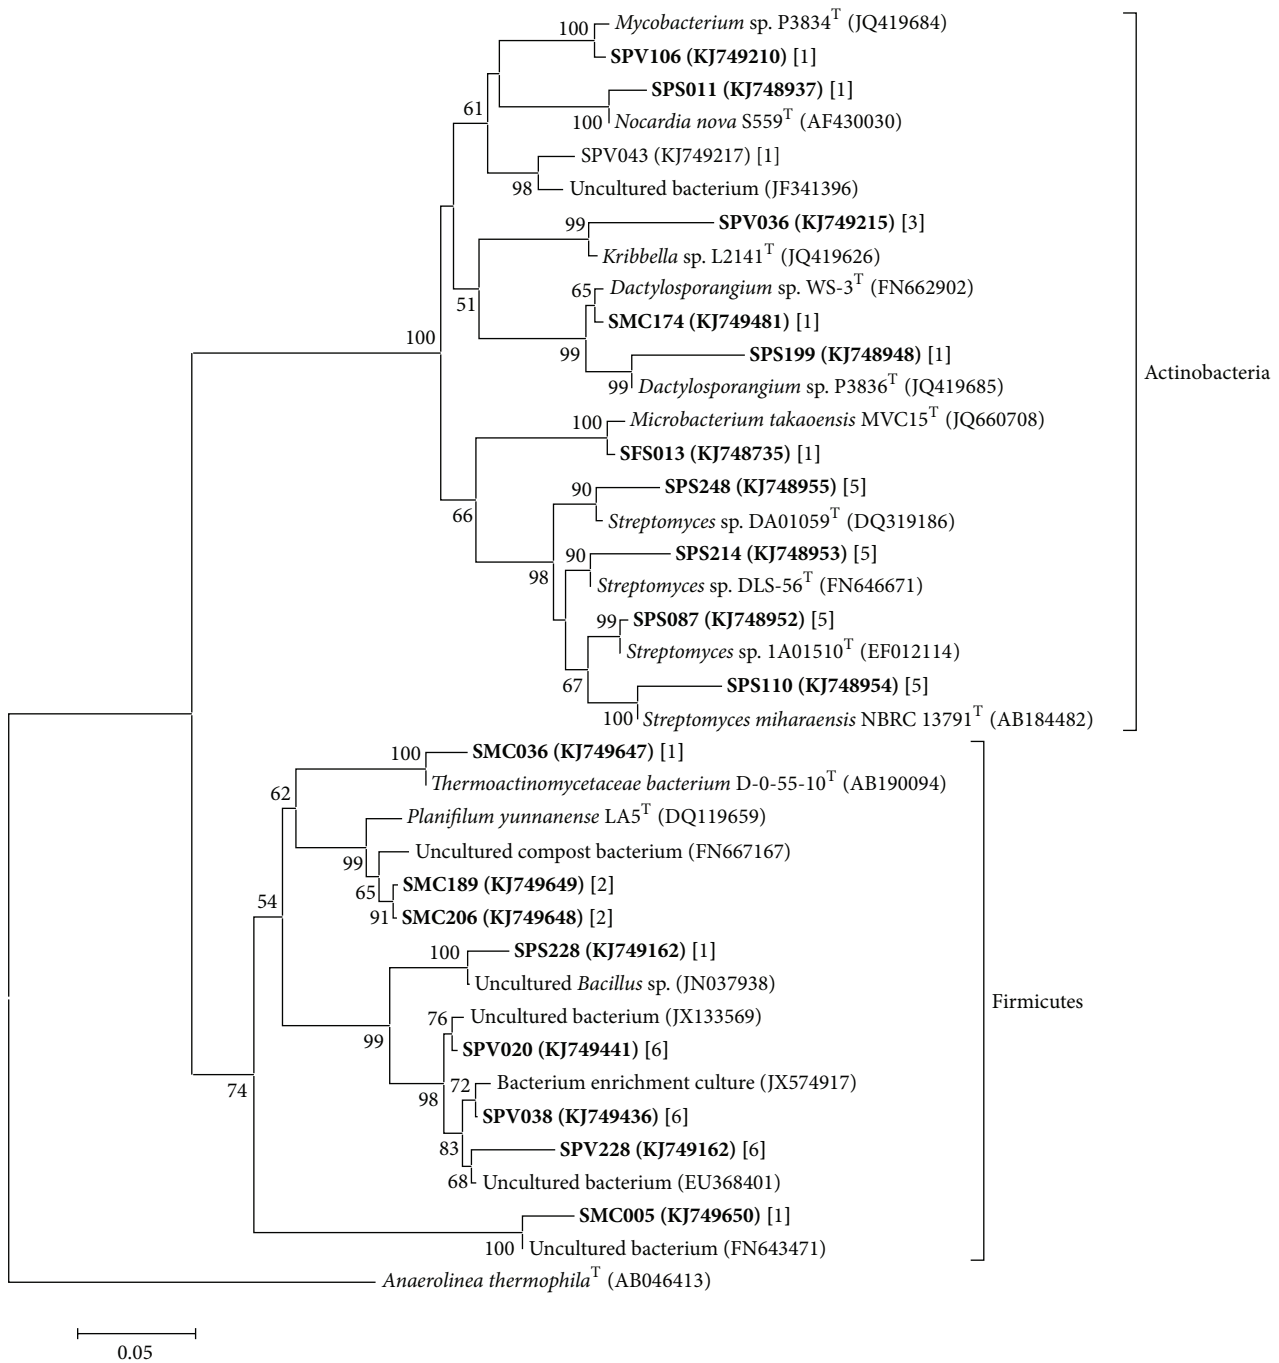 100
Mycobacterium sp. P3834T (JQ419684)
SPV106 (KJ749210) [1]
SPS011 (KJ748937) [1]
61
100
Nocardia nova S559T (AF430030)
SPV043 (KJ749217) [1]
98
Uncultured bacterium (JF341396)
99
SPV036 (KJ749215) [3]
Kribbella sp. L2141T (JQ419626)
65
Dactylosporangium sp. WS-3T (FN662902)
51
SMC174 (KJ749481) [1]
100
99
SPS199 (KJ748948) [1]
Actinobacteria
99
Dactylosporangium sp. P3836T (JQ419685)
100
Microbacterium takaoensis MVC15T (JQ660708)
SFS013 (KJ748735) [1]
90
SPS248 (KJ748955) [5]
66
Streptomyces sp. DA01059T (DQ319186)
90
SPS214 (KJ748953) [5]
98
Streptomyces sp. DLS-56T (FN646671)
99
SPS087 (KJ748952) [5]
Streptomyces sp. 1A01510T (EF012114)
67
SPS110 (KJ748954) [5]
100
Streptomyces miharaensis NBRC 13791T (AB184482)
100
SMC036 (KJ749647) [1]
Thermoactinomycetaceae bacterium D-0-55-10T (AB190094)
62
Planifilum yunnanense LA5T (DQ119659)
99
Uncultured compost bacterium (FN667167)
65
SMC189 (KJ749649) [2]
54
91
SMC206 (KJ749648) [2]
100
SPS228 (KJ749162) [1]
Uncultured Bacillus sp. (JN037938)
Firmicutes
76
Uncultured bacterium (JX133569)
99
SPV020 (KJ749441) [6]
72
Bacterium enrichment culture (JX574917)
74
98
SPV038 (KJ749436) [6]
83
SPV228 (KJ749162) [6]
68
Uncultured bacterium (EU368401)
SMC005 (KJ749650) [1]
100
Uncultured bacterium (FN643471)
Anaerolinea thermophilaT (AB046413)
0.05